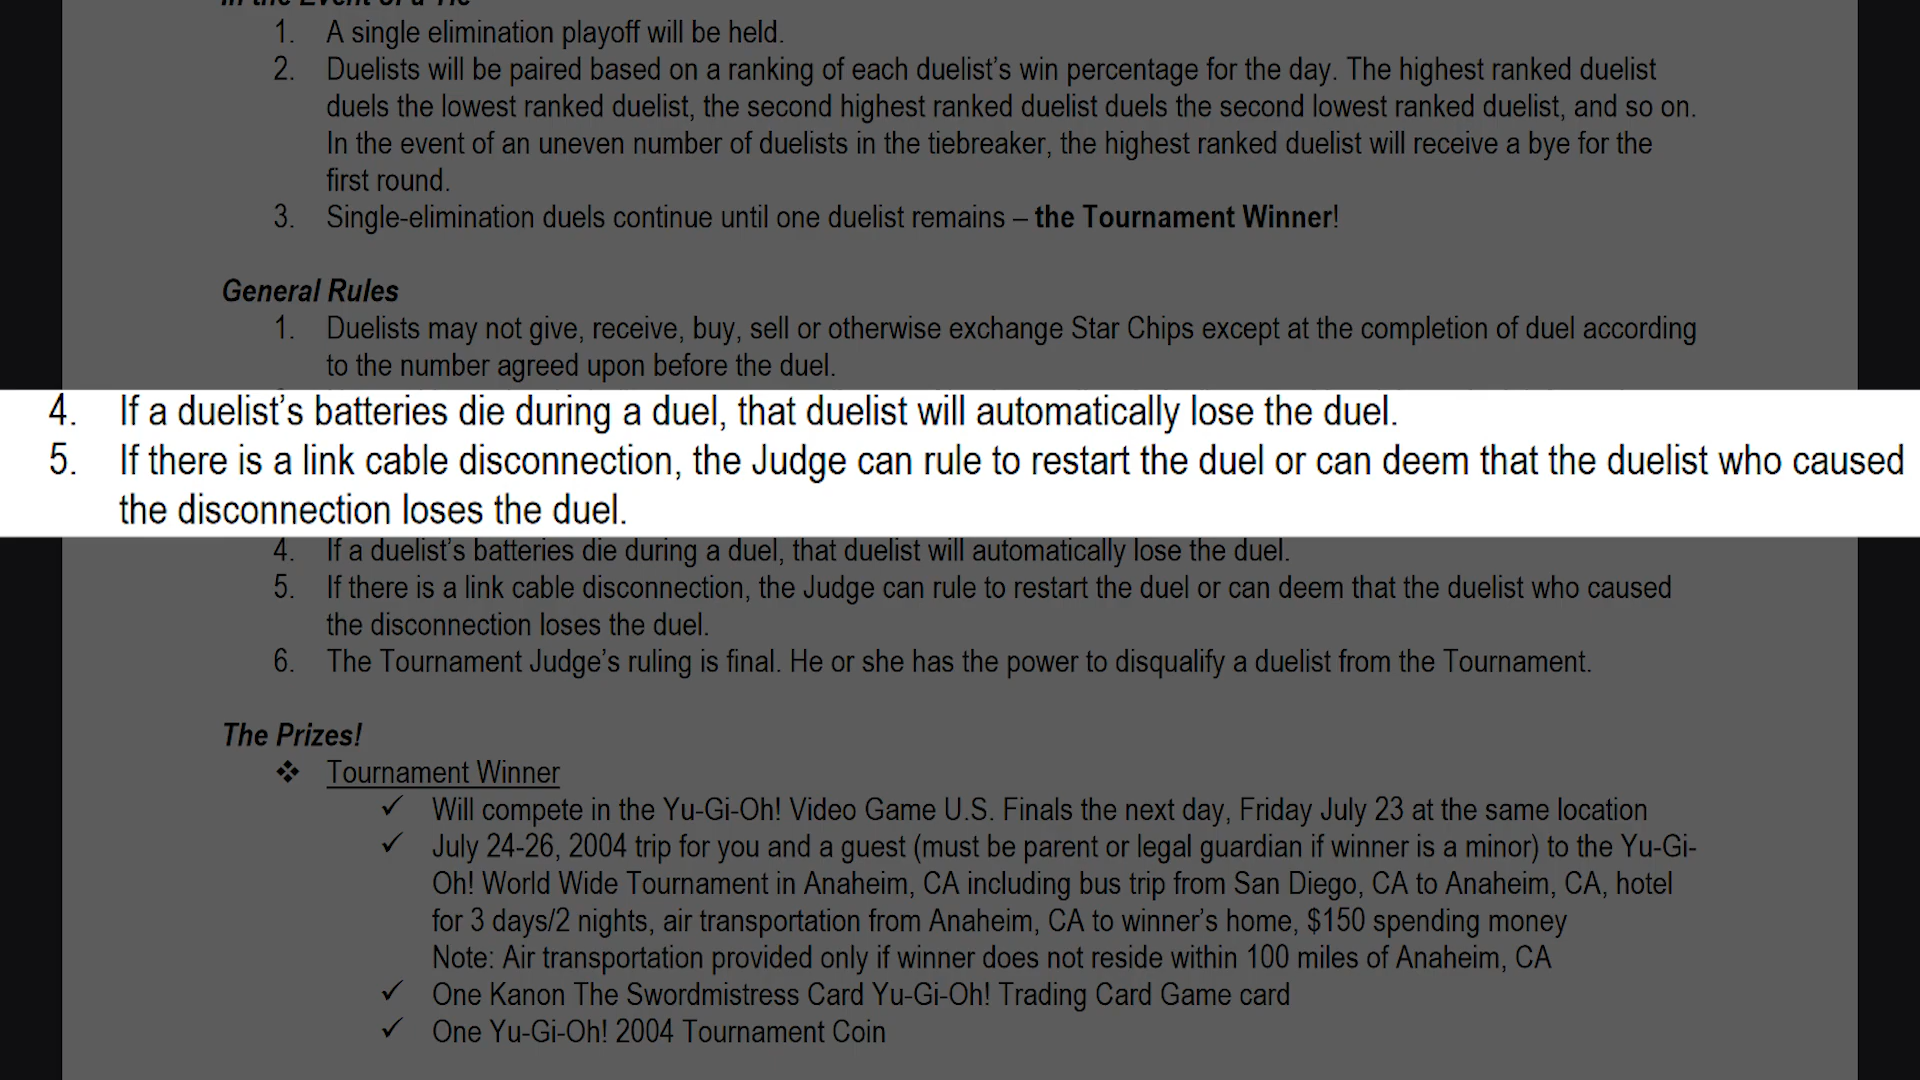 1. A single elimination playoff will be held.
2. Duelists will be paired based on a ranking of each duelist's win percentage for the day. The highest ranked duelist
duels the lowest ranked duelist, the second highest ranked duelist duels the second lowest ranked duelist, and so on.
In the event of an uneven number of duelists in the tiebreaker, the highest ranked duelist will receive a bye for the
first round.
3. Single-elimination duels continue until one duelist remains – the Tournament Winner!
General Rules
1. Duelists may not give, receive, buy, sell or otherwise exchange Star Chips except at the completion of duel according
to the number agreed upon before the duel.
4. If a duelist's batteries die during a duel, that duelist will automatically lose the duel.
5. If there is a link cable disconnection, the Judge can rule to restart the duel or can deem that the duelist who caused
the disconnection loses the duel.
4. If a duelist's batteries die during a duel, that duelist will automatically lose the duel.
5. If there is a link cable disconnection, the Judge can rule to restart the duel or can deem that the duelist who caused
the disconnection loses the duel.
6. The Tournament Judge's ruling is final. He or she has the power to disqualify a duelist from the Tournament.
The Prizes!
❖ Tournament Winner
✓ Will compete in the Yu-Gi-Oh! Video Game U.S. Finals the next day, Friday July 23 at the same location
✓ July 24-26, 2004 trip for you and a guest (must be parent or legal guardian if winner is a minor) to the Yu-Gi-
Oh! World Wide Tournament in Anaheim, CA including bus trip from San Diego, CA to Anaheim, CA, hotel
for 3 days/2 nights, air transportation from Anaheim, CA to winner's home, $150 spending money
Note: Air transportation provided only if winner does not reside within 100 miles of Anaheim, CA
✓ One Kanon The Swordmistress Card Yu-Gi-Oh! Trading Card Game card
✓ One Yu-Gi-Oh! 2004 Tournament Coin